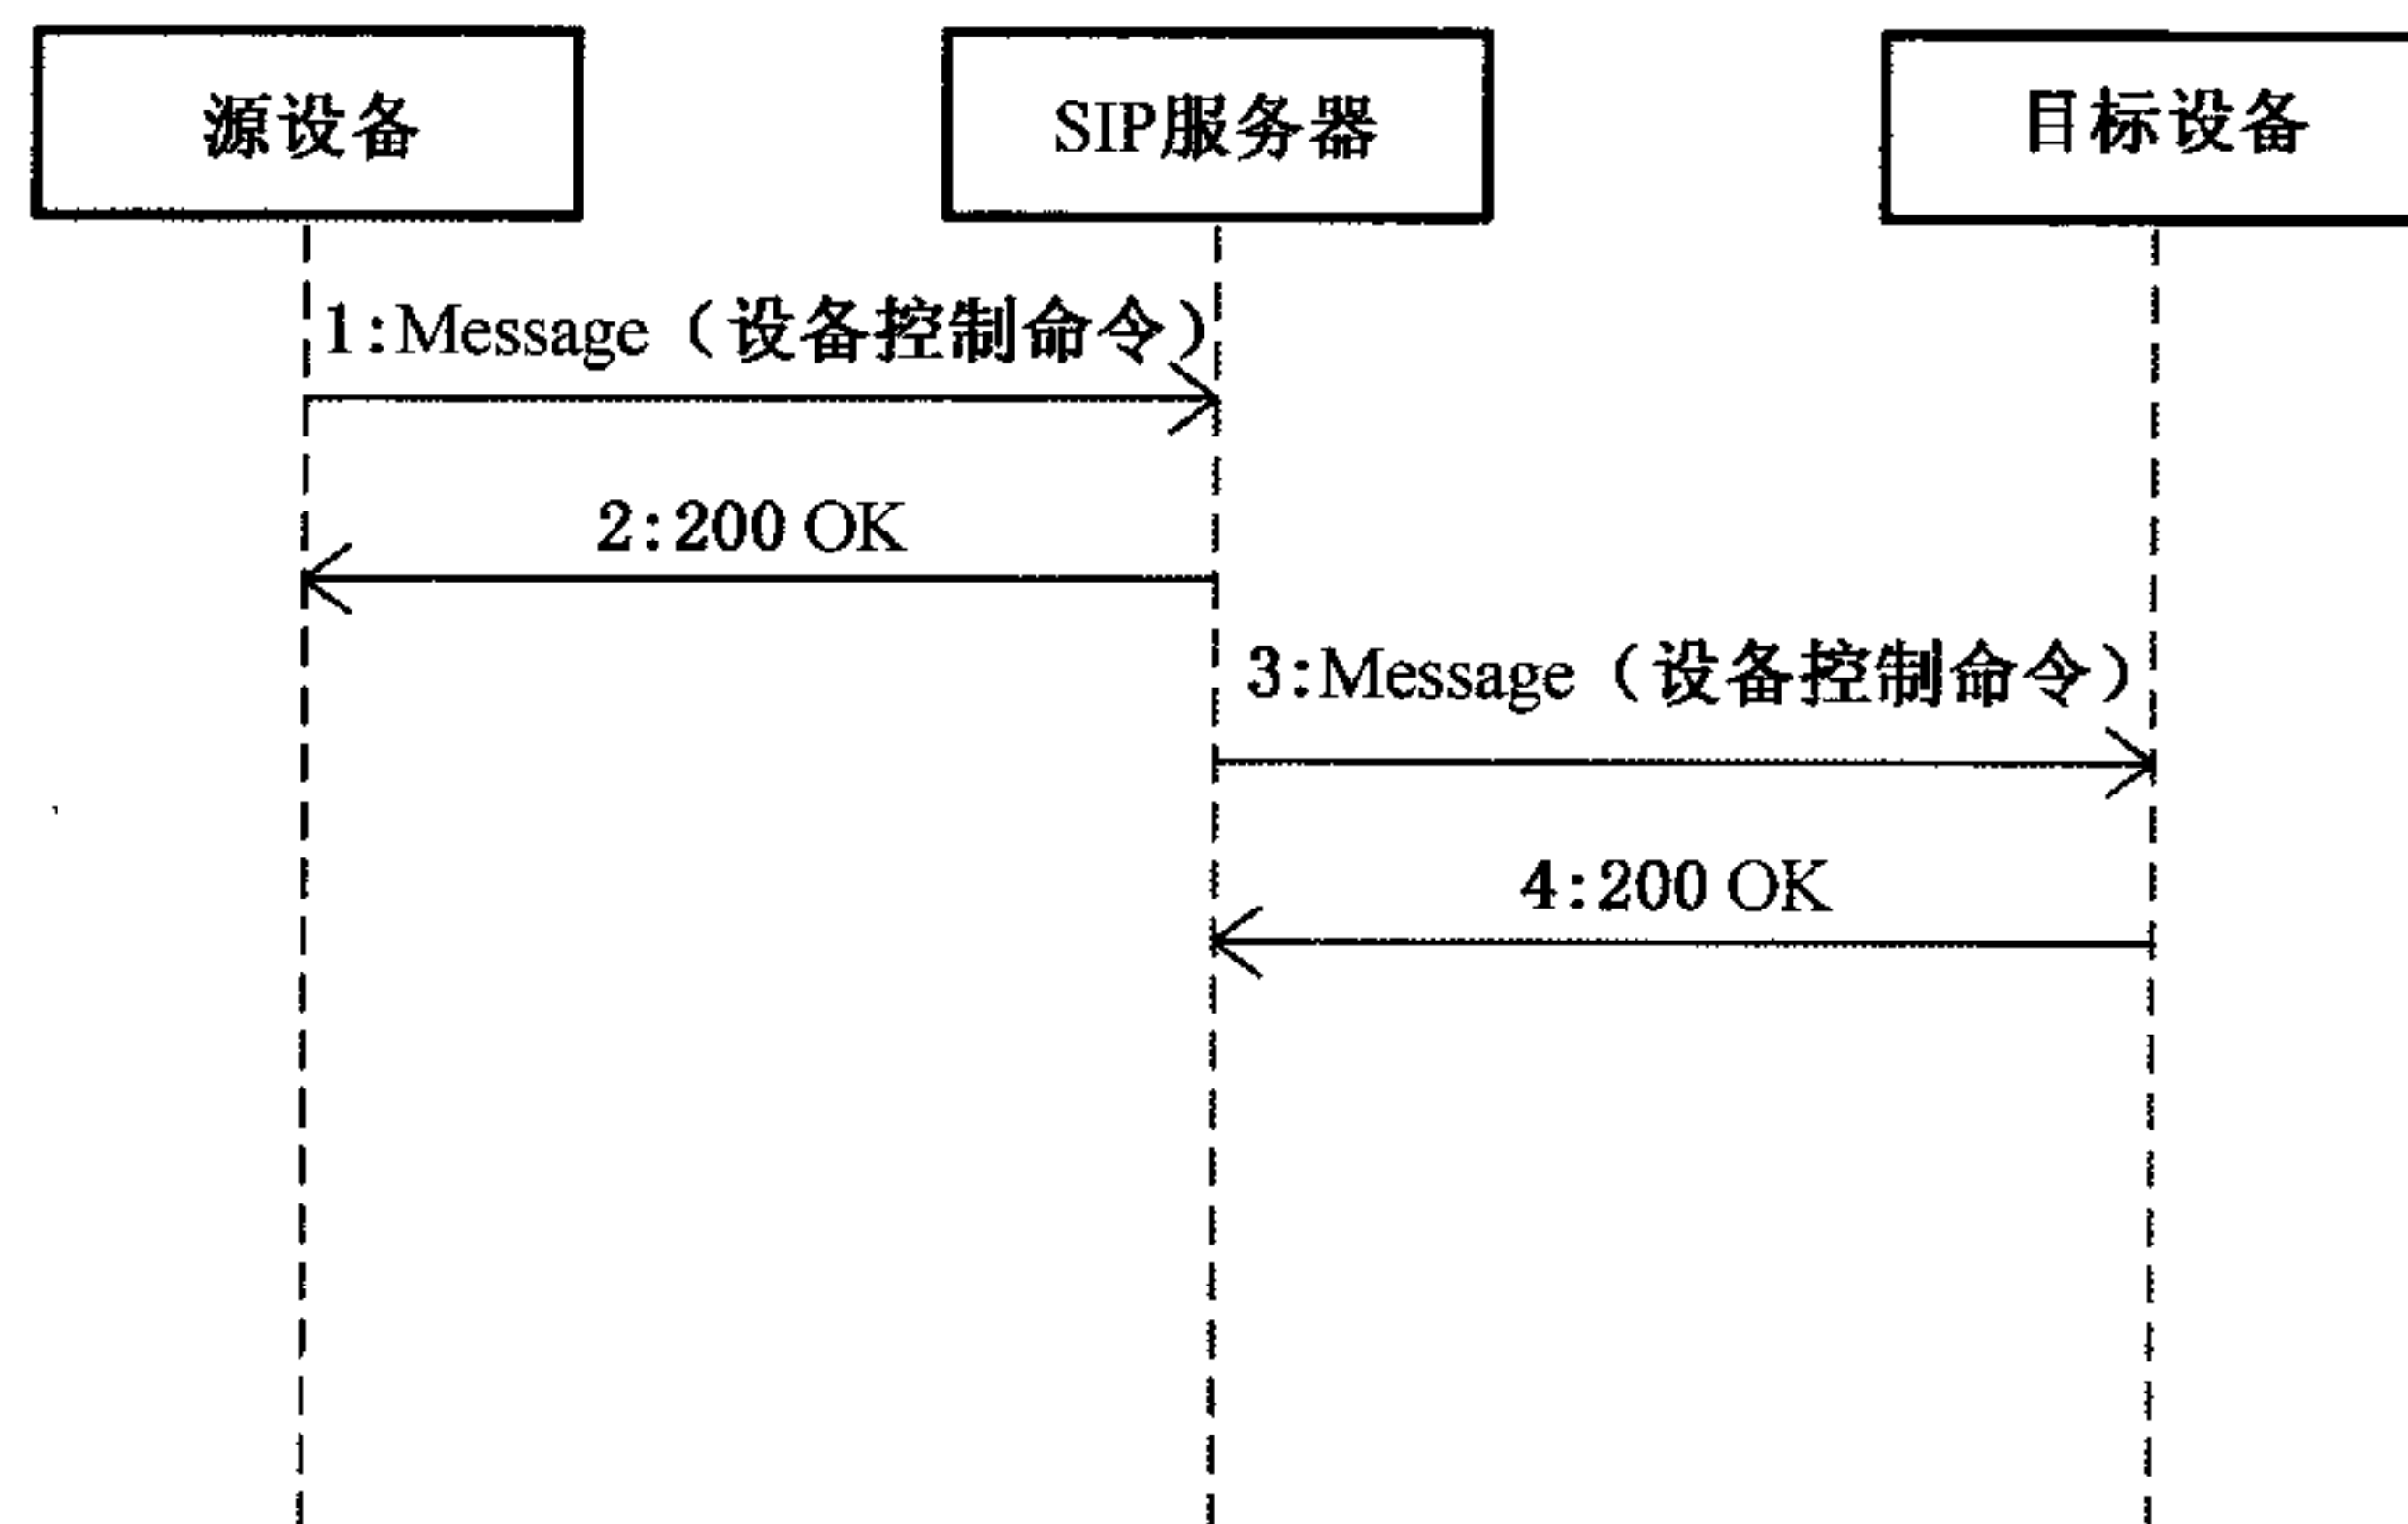 源设备
SIP服务器
目标设备
1:Message（设备控制命令）
2:200 OK
3:Message（设备控制命令）
4:200 OK